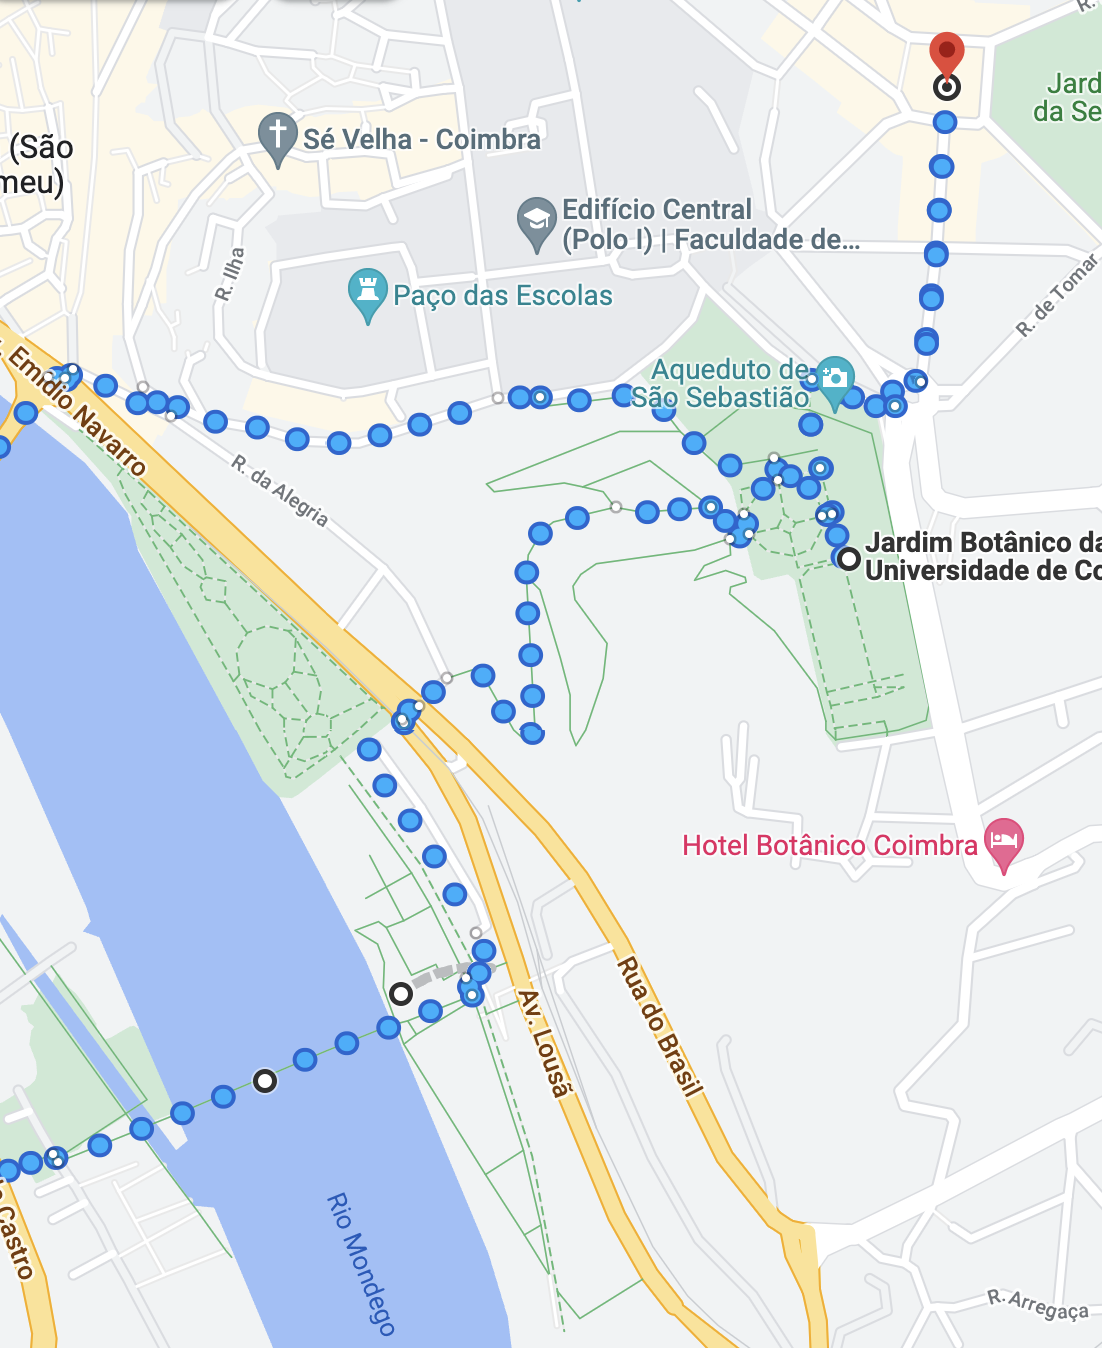 R.
Jard
da Se
(São
meu)
Sé Velha - Coimbra
Edifício Central
(Polo I) | Faculdade de...
R. Ilha
Paço das Escolas
R. de Tomar
. Emídio Navarro
Aqueduto de
São Sebastião
R. da Alegria
Jardim Botânico da
Universidade de Co
Hotel Botânico Coimbra
Av. Lousã
Rua do Brasil
Castro
Rio Mondego
R. Arregaça